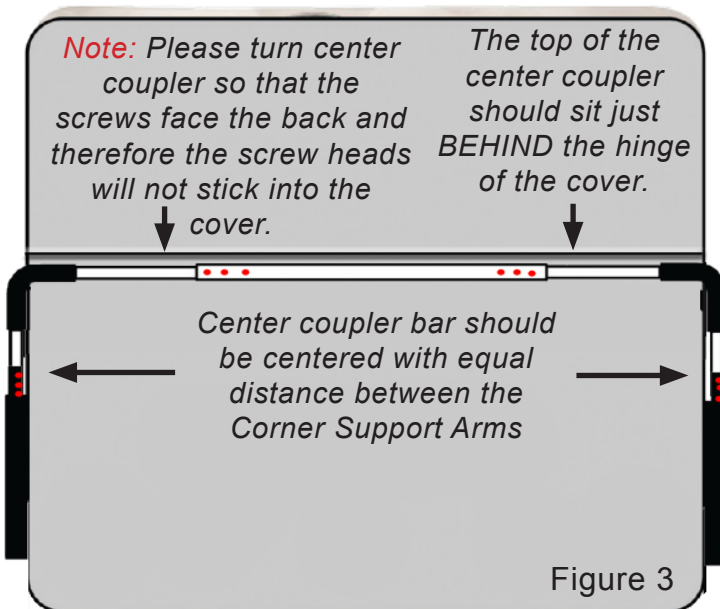 Note: Please turn center
coupler so that the
screws face the back and
therefore the screw heads
will not stick into the
cover.
The top of the
center coupler
should sit just
BEHIND the hinge
of the cover.
Center coupler bar should
be centered with equal
distance between the
Corner Support Arms
Figure 3